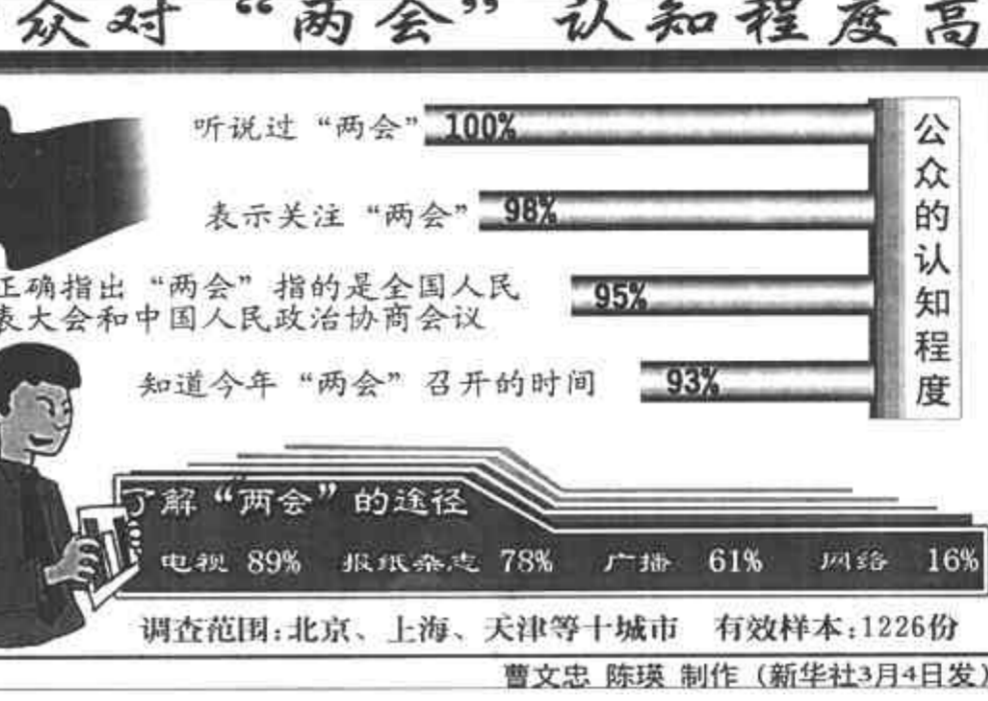 众对“两会”认知程度高
公众的认知程度
听说过“两会” 100%
表示关注“两会” 98%
正确指出“两会”指的是全国人民
表大会和中国人民政治协商会议
95%
知道今年“两会”召开的时间 93%
了解“两会”的途径
电视 89% 报纸杂志 78% 广播 61% 网络 16%
调查范围:北京、上海、天津等十城市 有效样本:1226份
曹文忠 陈瑛 制作(新华社3月4日发)